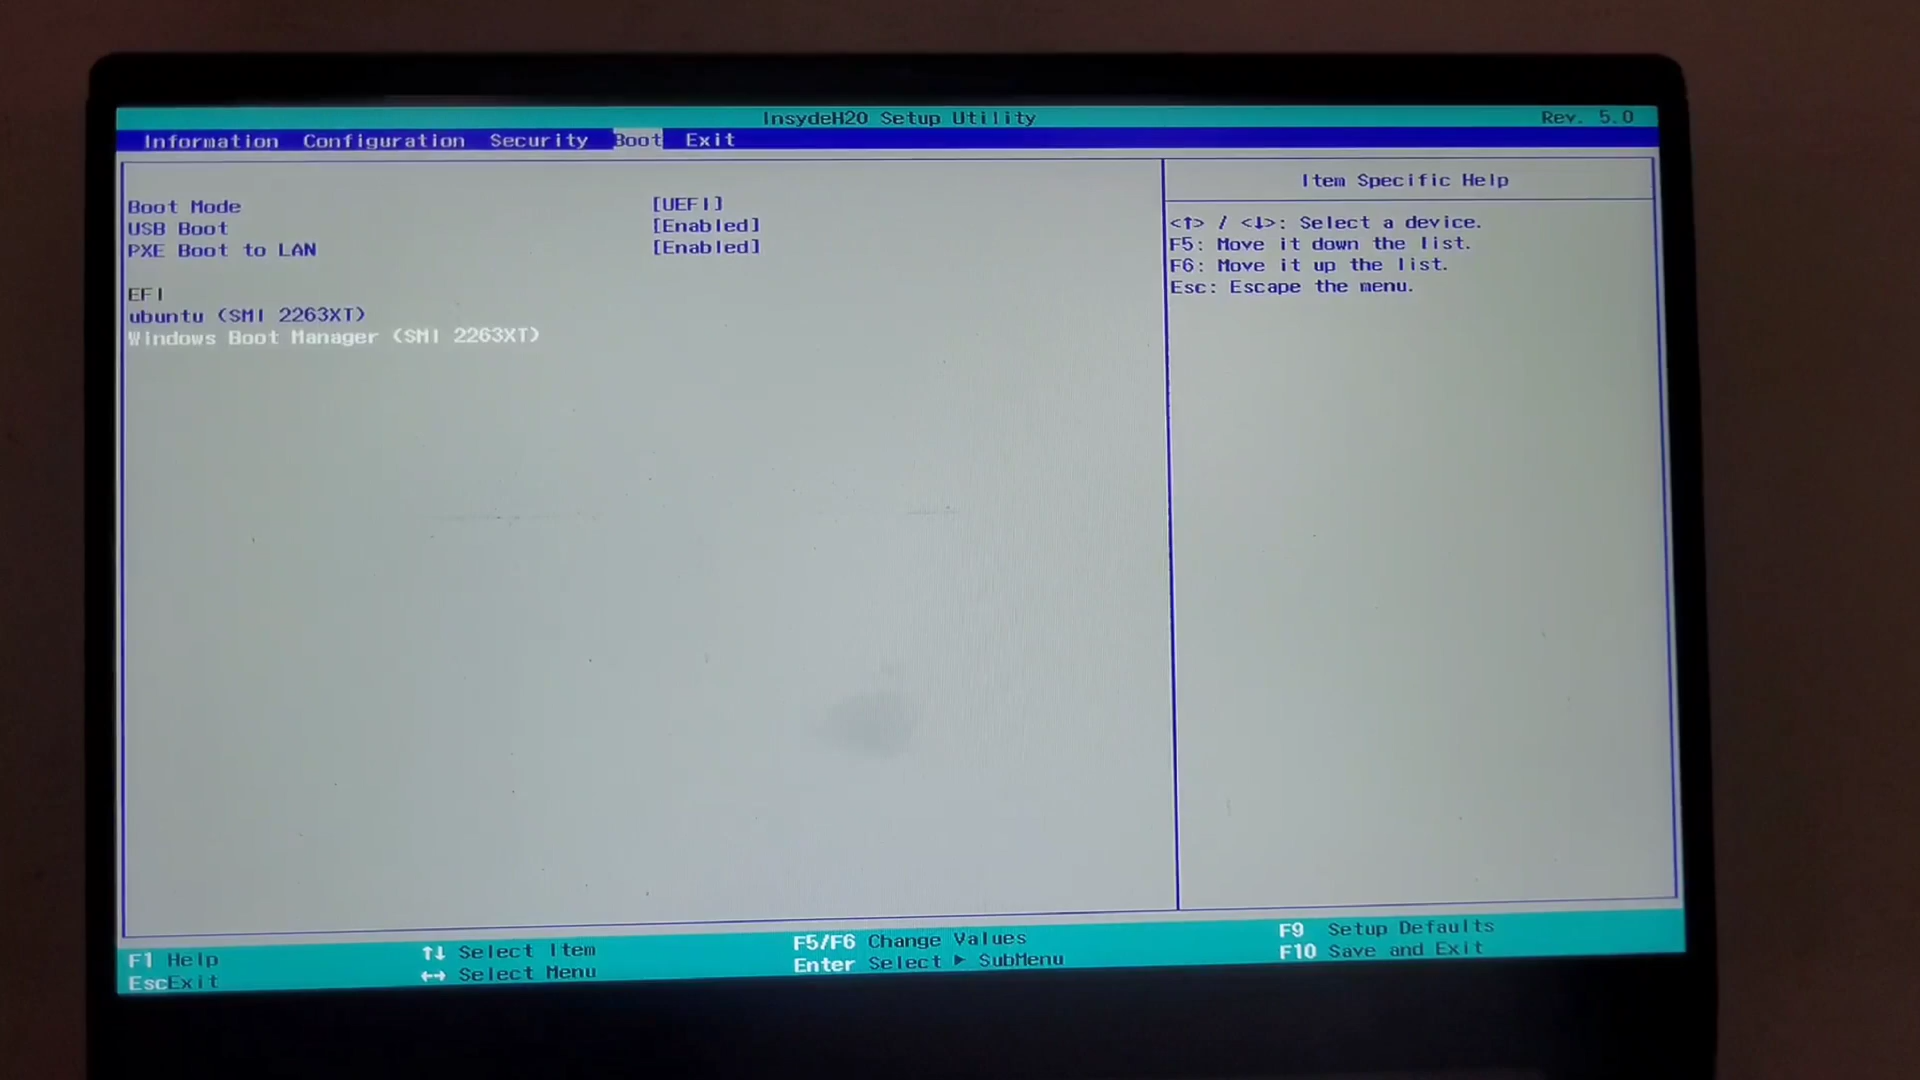 InsydeH20 Setup Utility Rev. 5.0
Information Configuration Security Boot Exit
Boot Mode [UEFI]
USB Boot [Enabled]
PXE Boot to LAN [Enabled]
EFI
ubuntu (SMI 2263XT)
Windows Boot Manager (SMI 2263XT)
Item Specific Help
<↑> / <↓>: Select a device.
F5: Move it down the list.
F6: Move it up the list.
Esc: Escape the menu.
F1 Help ↑↓ Select Item F5/F6 Change Values F9 Setup Defaults
EscExit ↔ Select Menu Enter Select ▶ SubMenu F10 Save and Exit